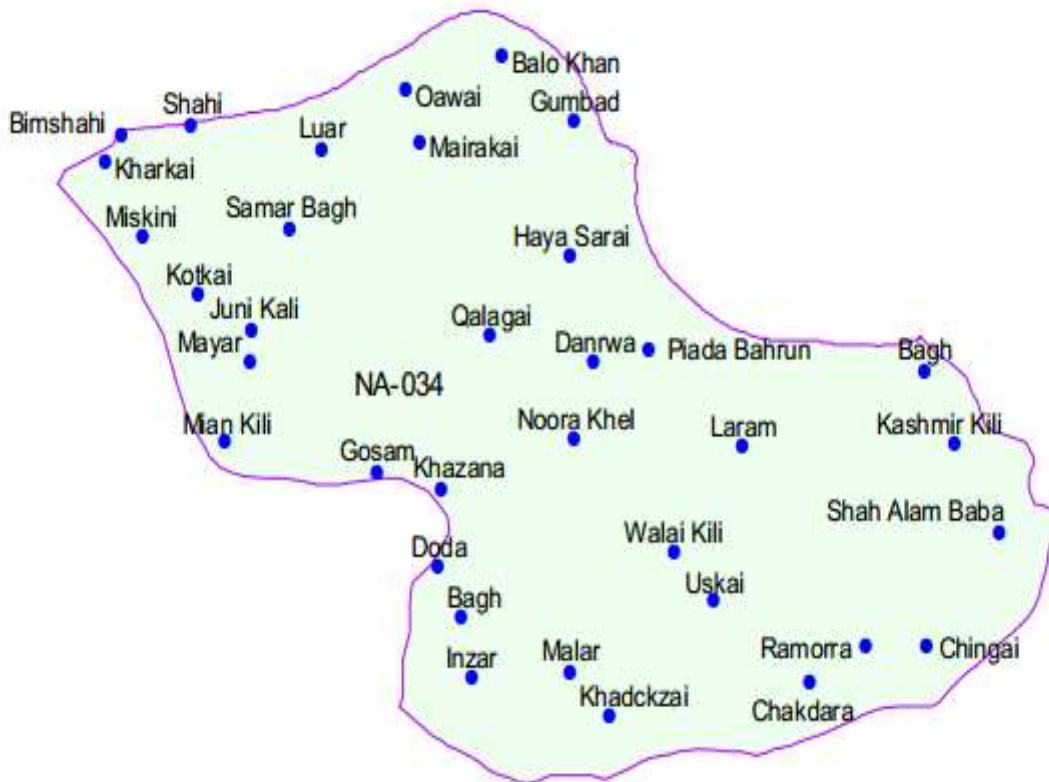 Balo Khan
Oawai
Gumbad
Shahi
Bimshahi
Luar
Mairakai
Kharkai
Samar Bagh
Miskini
Haya Sarai
Kotkai
Juni Kali
Qalagai
Mayar
Danrwa
Piada Bahrun
Bagh
NA-034
Mian Kili
Noora Khel
Laram
Kashmir Kili
Gosam
Khazana
Shah Alam Baba
Doda
Walai Kili
Uskai
Bagh
Inzar
Malar
Ramorra
Chingai
Khadckzai
Chakdara